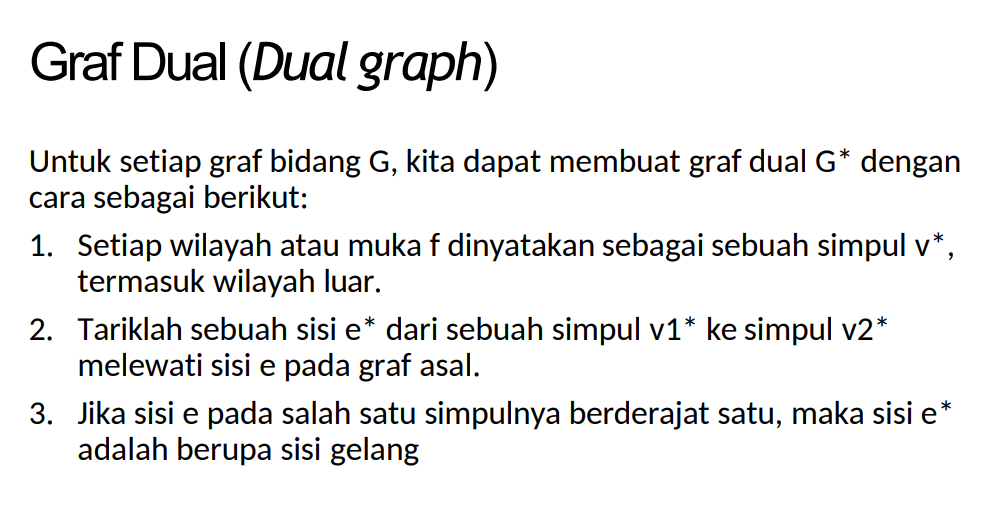 Graf Dual (Dual graph)
Untuk setiap graf bidang G, kita dapat membuat graf dual G* dengan
cara sebagai berikut:
1. Setiap wilayah atau muka f dinyatakan sebagai sebuah simpul v*,
termasuk wilayah luar.
2. Tariklah sebuah sisi e* dari sebuah simpul v1* ke simpul v2*
melewati sisi e pada graf asal.
3. Jika sisi e pada salah satu simpulnya berderajat satu, maka sisi e*
adalah berupa sisi gelang